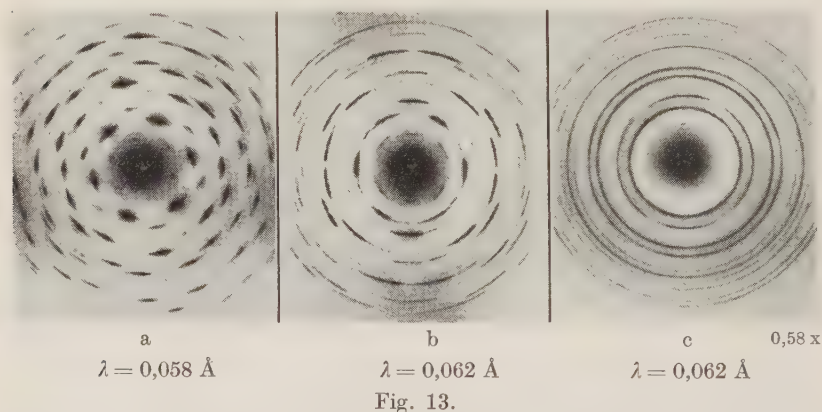 a b c 0,58 x
λ = 0,058 Å λ = 0,062 Å λ = 0,062 Å
Fig. 13.